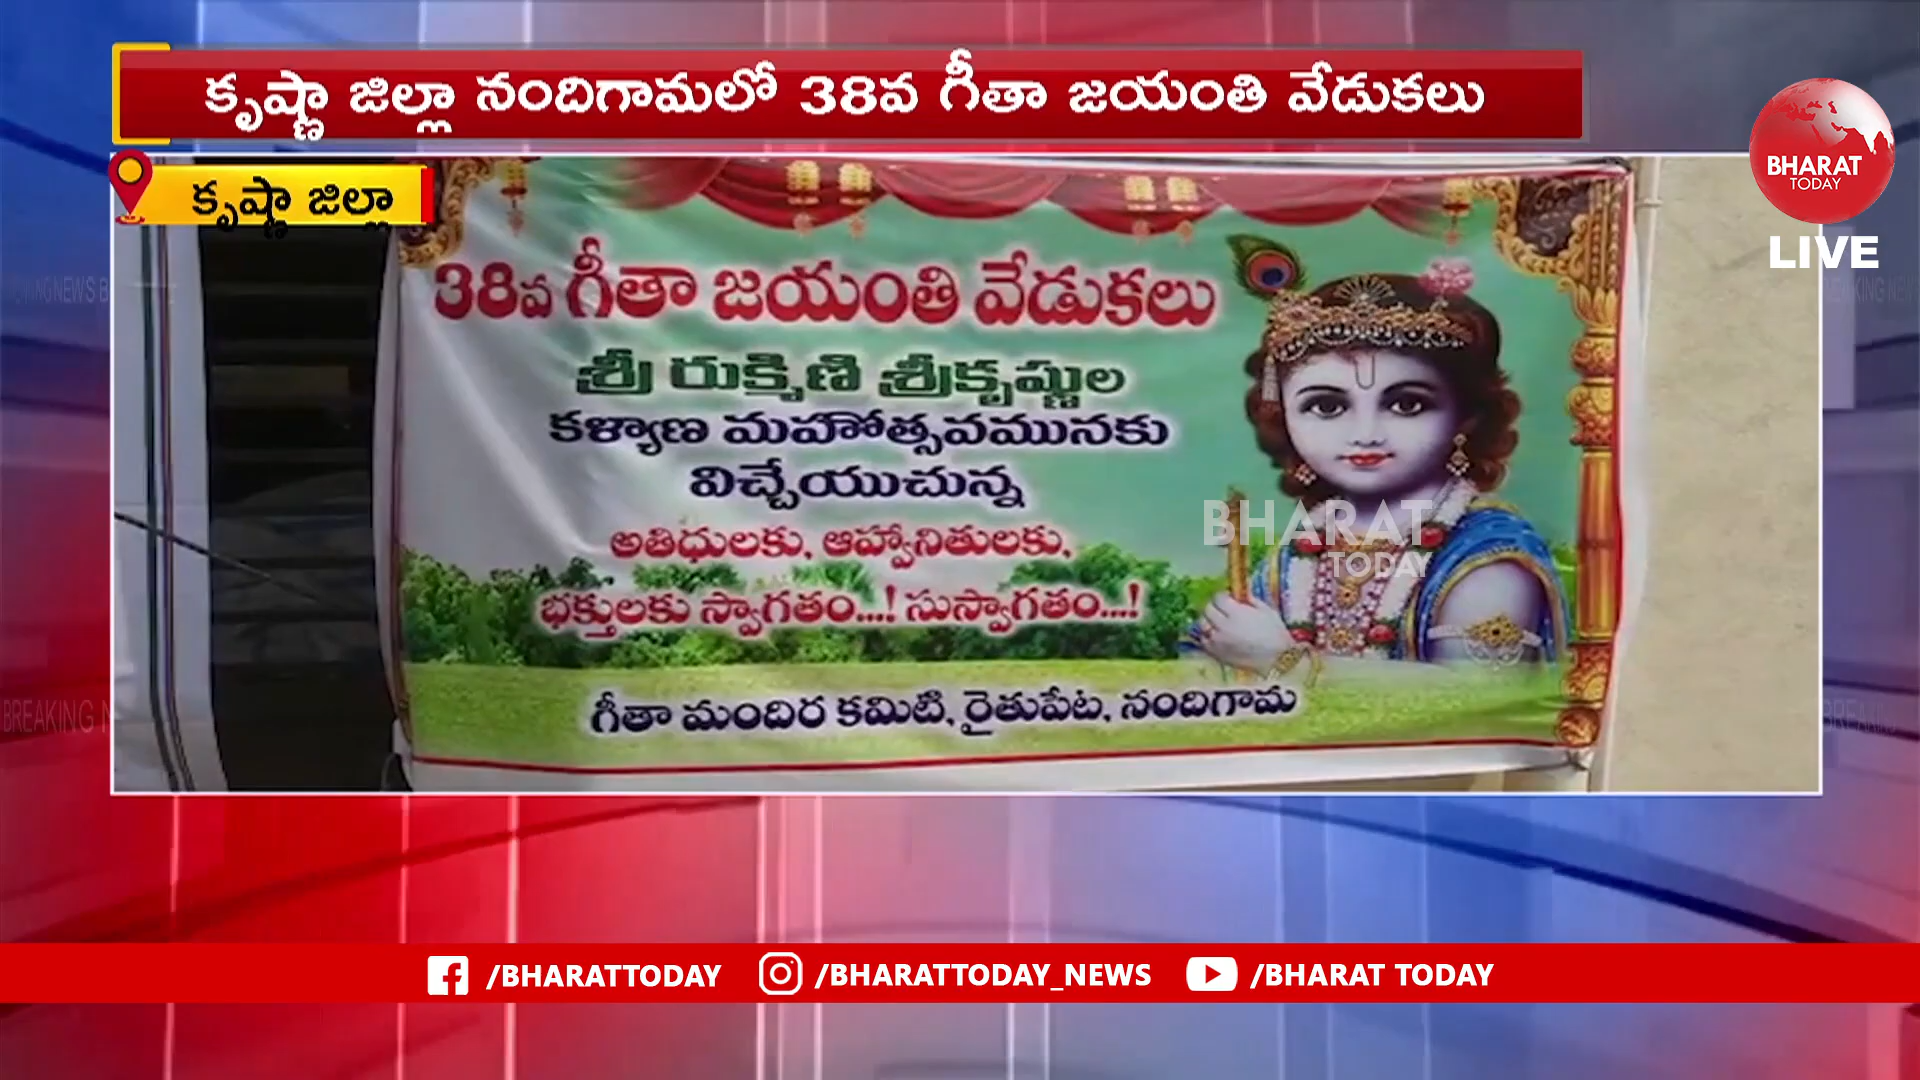 కృష్ణా జిల్లా నందిగామలో 38వ గీతా జయంతి వేడుకలు
కృష్ణా జిల్లా
BHARAT
TODAY
LIVE
38వ గీతా జయంతి వేడుకలు
శ్రీ రుక్మిణి శ్రీకృష్ణుల
కళ్యాణ మహోత్సవమునకు
విచ్చేయుచున్న
అతిధులకు, ఆహ్వానితులకు,
భక్తులకు స్వాగతం...! సుస్వాగతం...!
గీతా మందిర కమిటి, రైతుపేట, నందిగామ
BHARAT
TODAY
BREAKING N
/BHARATTODAY /BHARATTODAY_NEWS /BHARAT TODAY